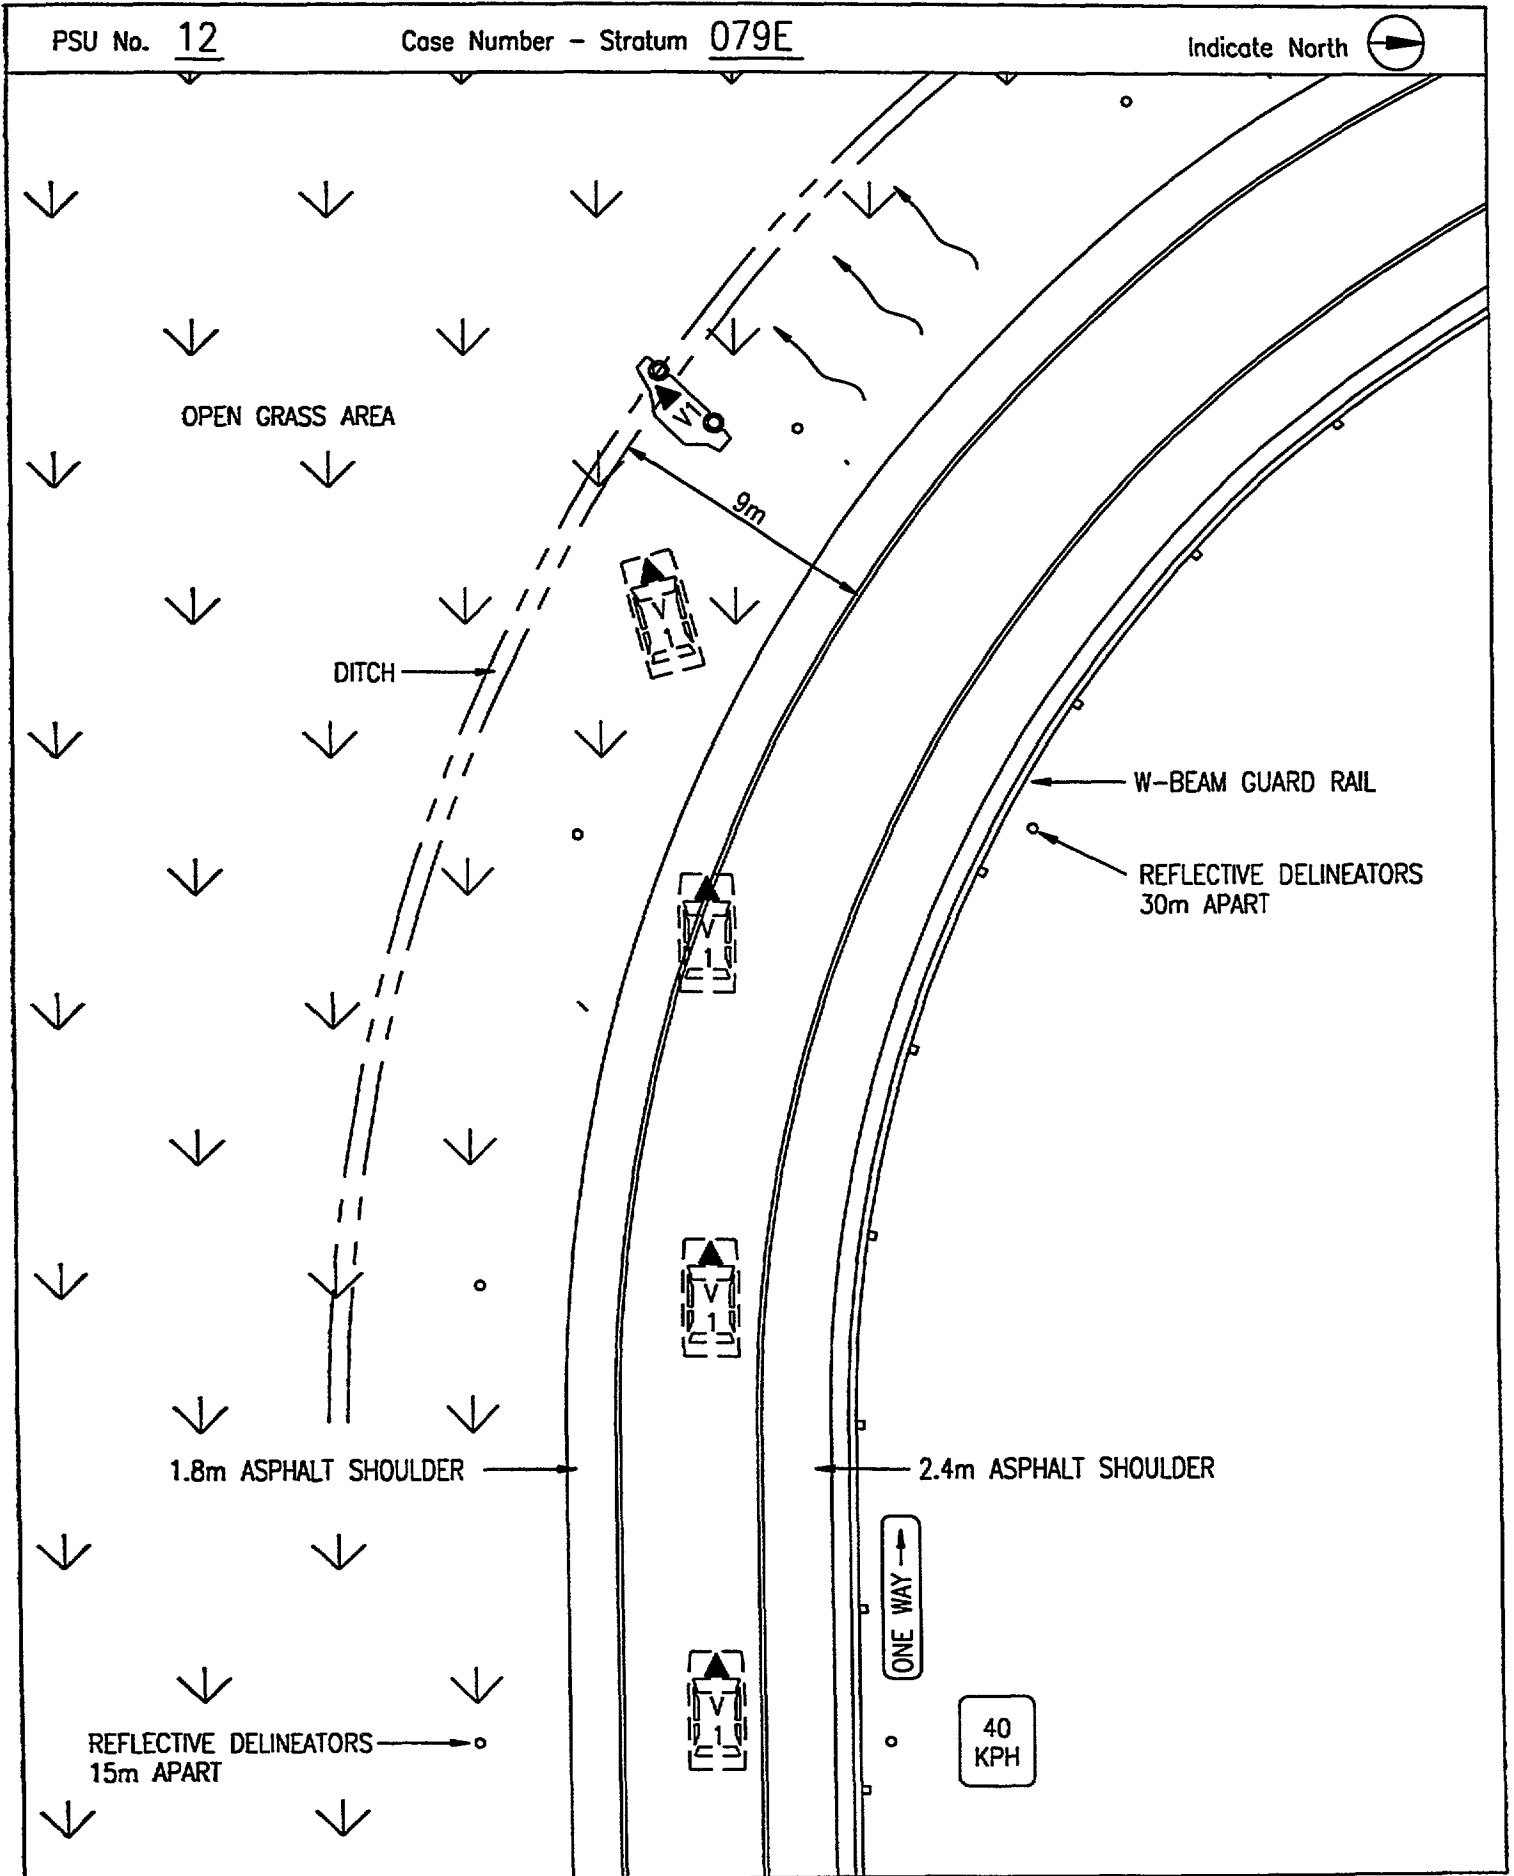 PSU No. 12 Case Number - Stratum 079E Indicate North
OPEN GRASS AREA
V1
9m
V
1
DITCH
W-BEAM GUARD RAIL
REFLECTIVE DELINEATORS
30m APART
V
1
V
1
1.8m ASPHALT SHOULDER
2.4m ASPHALT SHOULDER
ONE WAY
V
1
40
KPH
REFLECTIVE DELINEATORS
15m APART